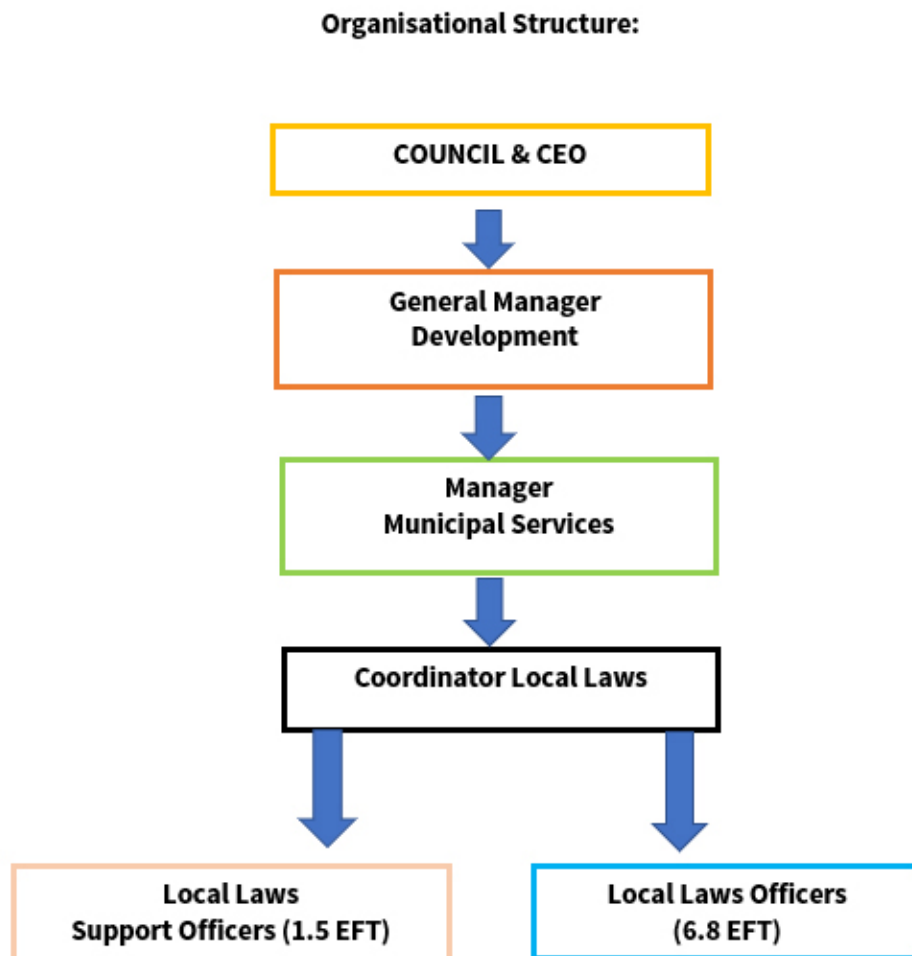 Organisational Structure:
COUNCIL & CEO
General Manager
Development
Manager
Municipal Services
Coordinator Local Laws
Local Laws
Support Officers (1.5 EFT)
Local Laws Officers
(6.8 EFT)